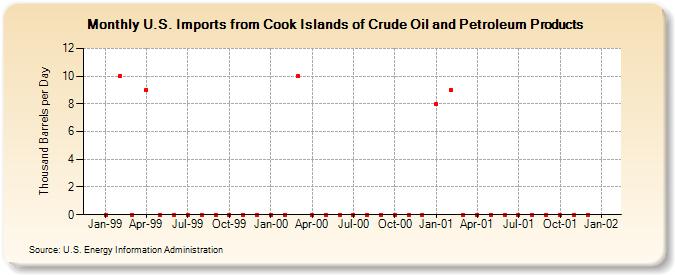 Monthly U.S. Imports from Cook Islands of Crude Oil and Petroleum Products
Thousand Barrels per Day
12
10
8
6
4
2
0
Jan-99 Apr-99 Jul-99 Oct-99 Jan-00 Apr-00 Jul-00 Oct-00 Jan-01 Apr-01 Jul-01 Oct-01 Jan-02
Source: U.S. Energy Information Administration